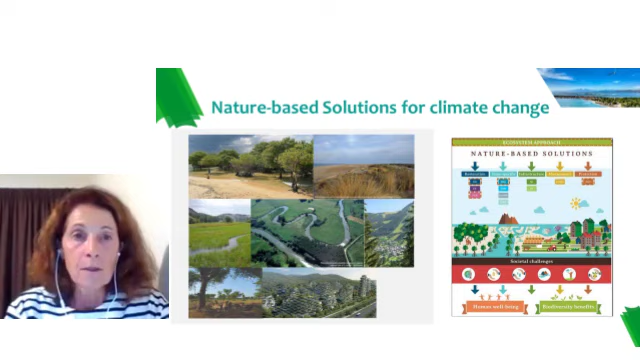 Nature-based Solutions for climate change
ECOSYSTEM APPROACH
NATURE-BASED SOLUTIONS
Societal challenges
Human well-being
Biodiversity benefits